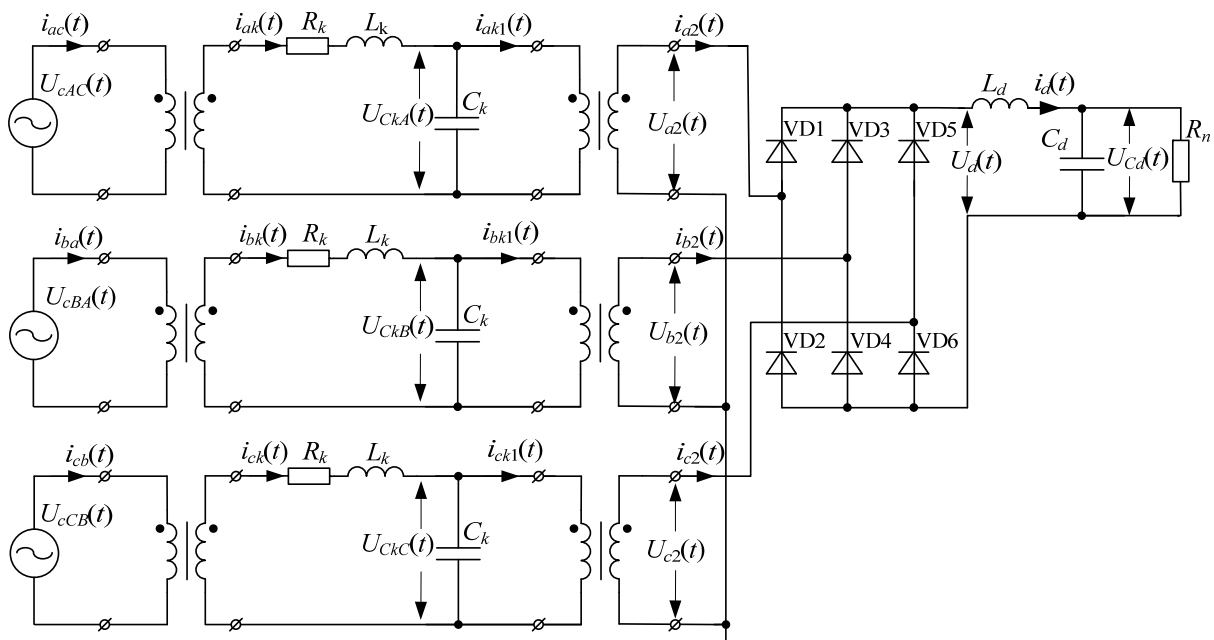 iac(t) iak(t) Rk Lk iak1(t) ia2(t)
UcAC(t) UCkA(t) Ck Ua2(t)
Ld id(t)
VD1 VD3 VD5 Ud(t) Cd UCd(t) Rn
iba(t) ibk(t) Rk Lk ibk1(t) ib2(t)
UcBA(t) UCkB(t) Ck Ub2(t)
VD2 VD4 VD6
icb(t) ick(t) Rk Lk ick1(t) ic2(t)
UcCB(t) UCkC(t) Ck Uc2(t)